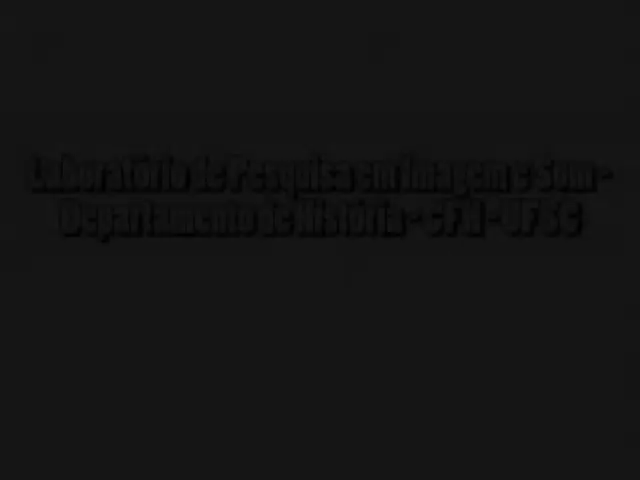 Laboratório de Pesquisa em Imagem e Som -
Departamento de História - CFH - UFSC